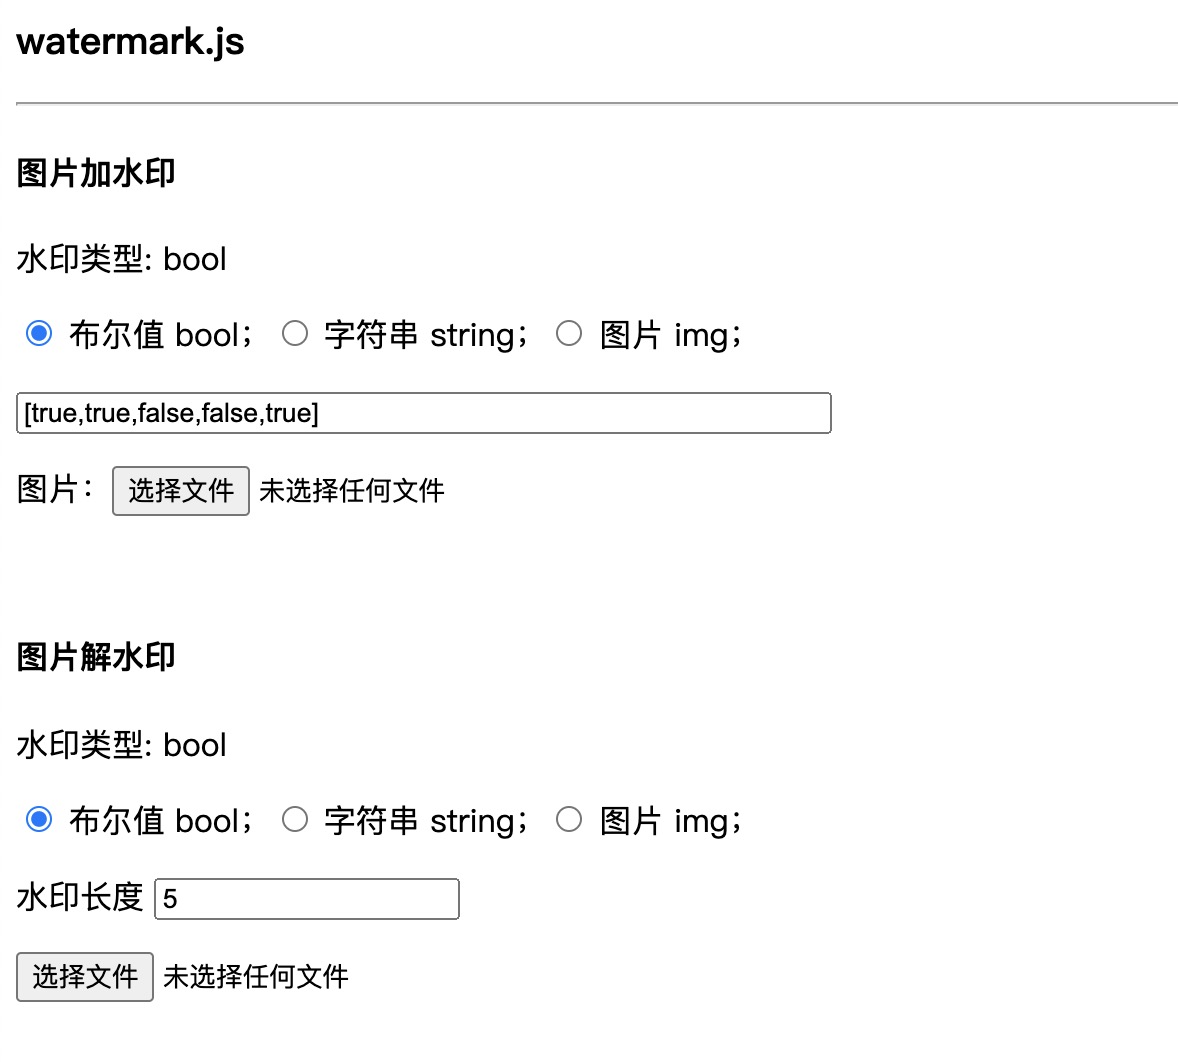 watermark.js
图片加水印
水印类型: bool
布尔值 bool； 字符串 string； 图片 img；
[true,true,false,false,true]
图片： 选择文件 未选择任何文件
图片解水印
水印类型: bool
布尔值 bool； 字符串 string； 图片 img；
水印长度 5
选择文件 未选择任何文件